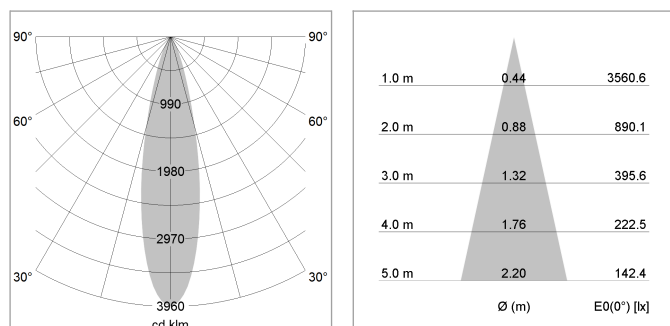 90° 90°
990
60° 60°
1980
2970
30° 30°
3960
cd klm
1.0 m 0.44 3560.6
2.0 m 0.88 890.1
3.0 m 1.32 395.6
4.0 m 1.76 222.5
5.0 m 2.20 142.4
Ø (m) E0(0°) [lx]